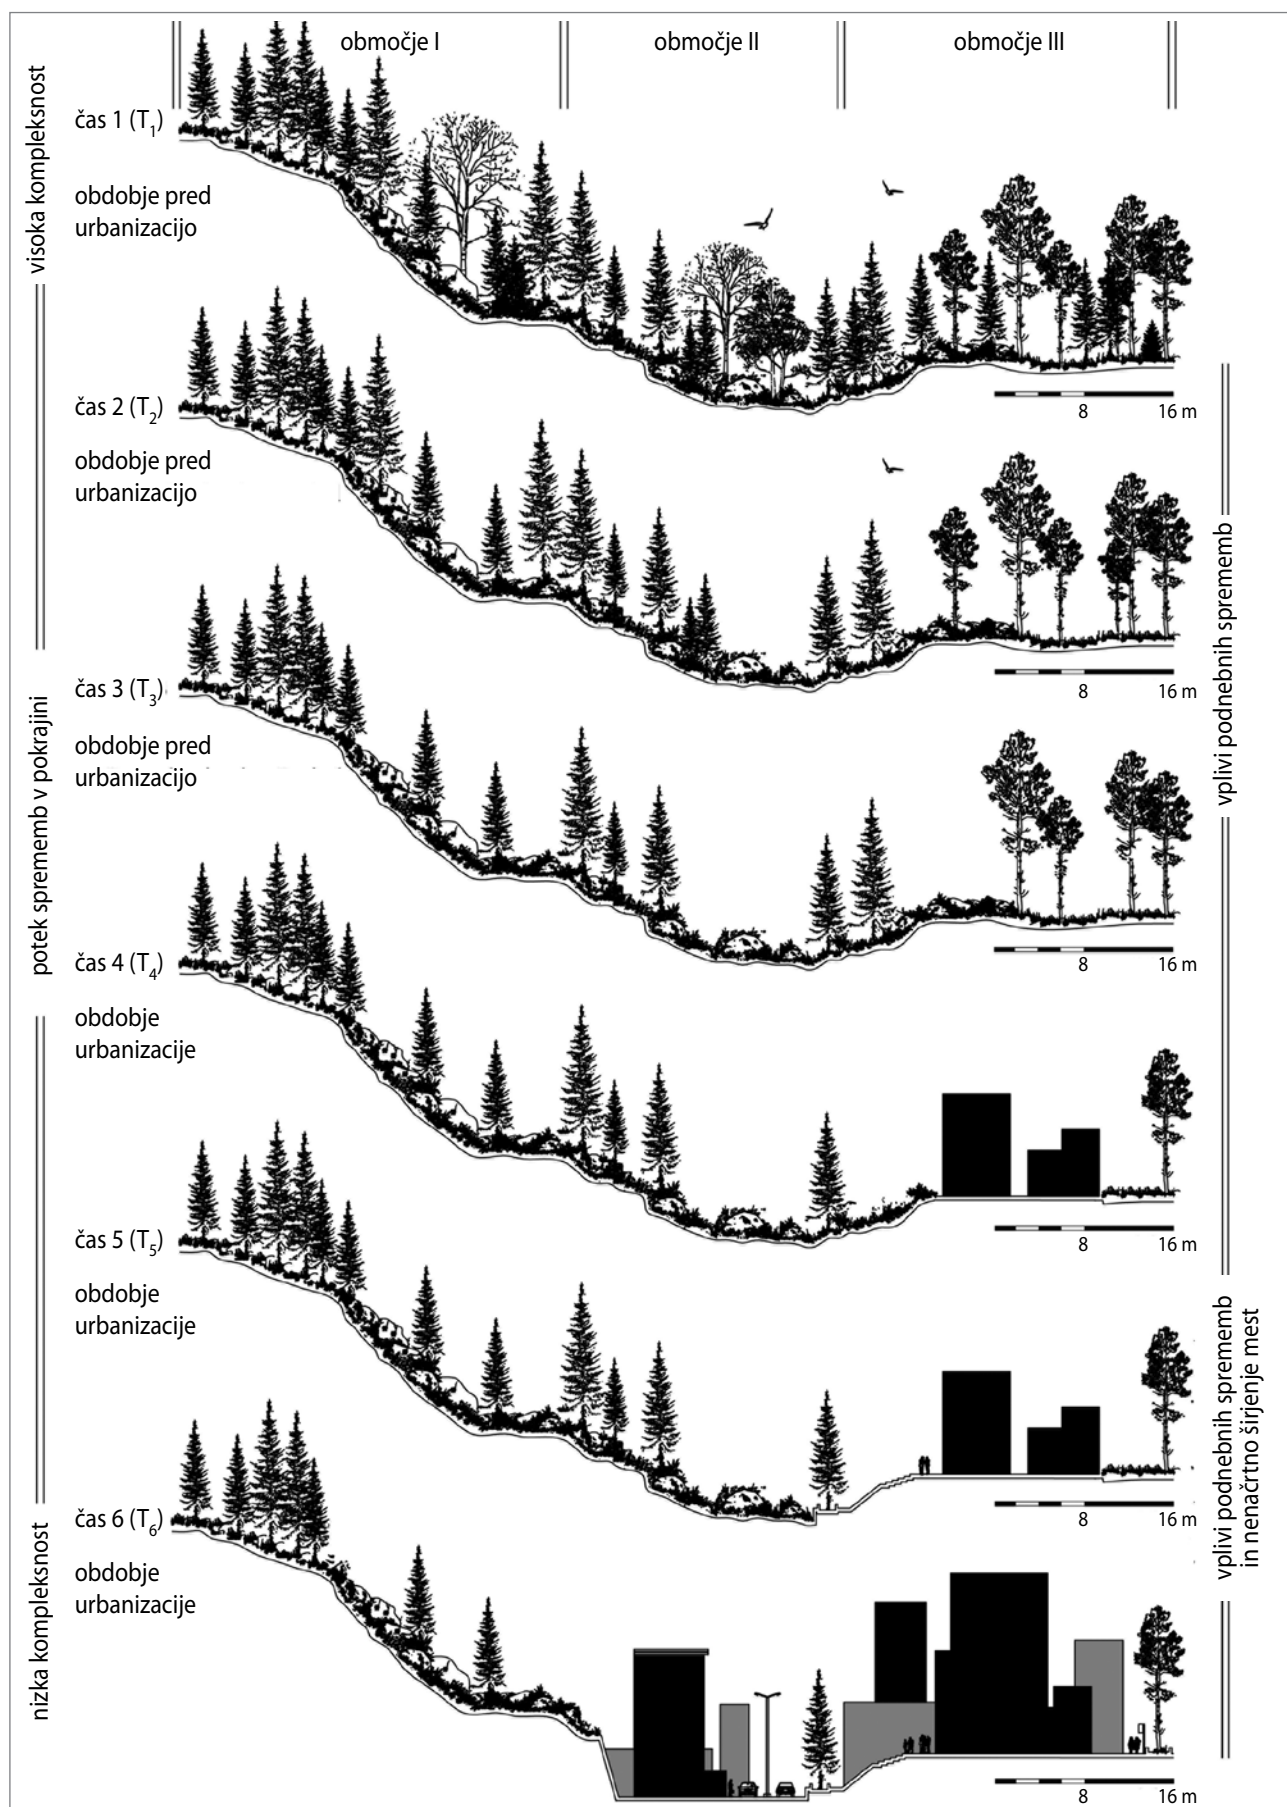 območje I
območje II
območje III
visoka kompleksnost
potek sprememb v pokrajini
nizka kompleksnost
čas 1 (T₁)
obdobje pred
urbanizacijo
8 16 m
čas 2 (T₂)
obdobje pred
urbanizacijo
8 16 m
čas 3 (T₃)
obdobje pred
urbanizacijo
8 16 m
čas 4 (T₄)
obdobje
urbanizacije
8 16 m
čas 5 (T₅)
obdobje
urbanizacije
8 16 m
čas 6 (T₆)
obdobje
urbanizacije
8 16 m
vplivi podnebnih sprememb
vplivi podnebnih sprememb
in nenačrtno širjenje mest